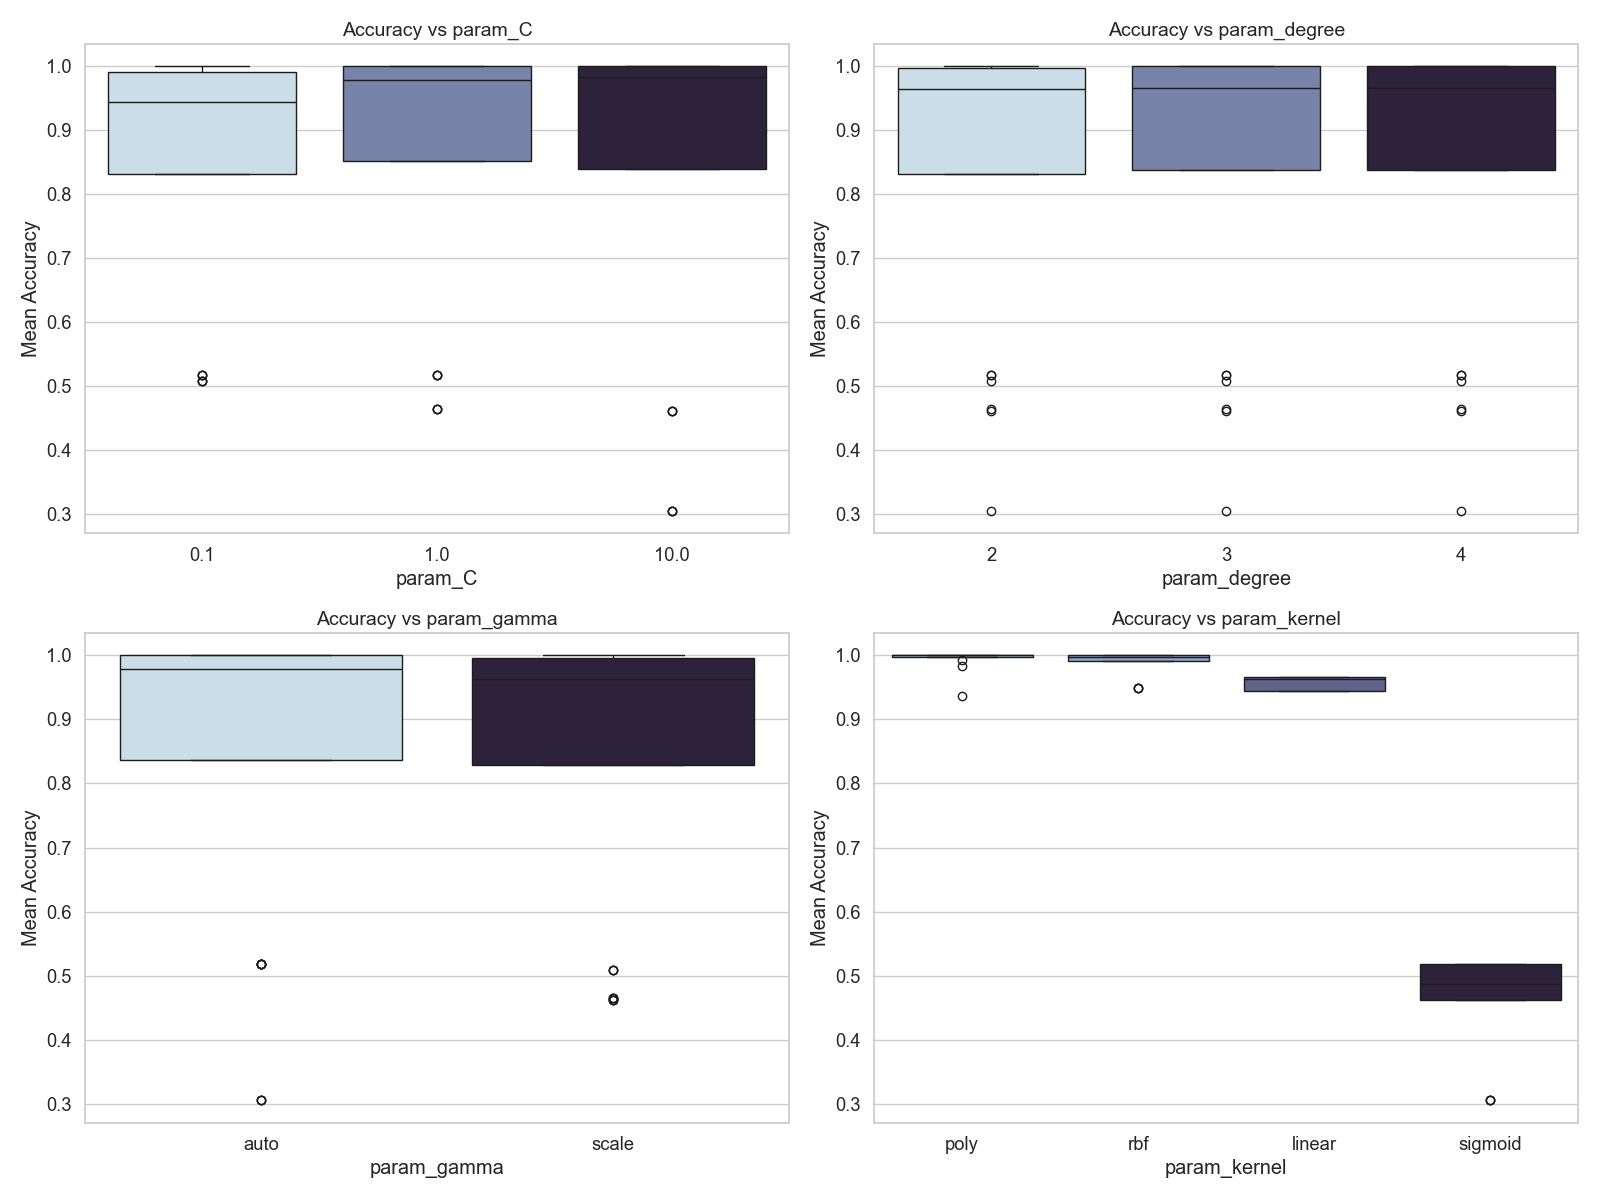 Accuracy vs param_C
1.0
0.9
0.8
0.7
0.6
0.5
0.4
0.3
Mean Accuracy
0.1 1.0 10.0
param_C
Accuracy vs param_degree
1.0
0.9
0.8
0.7
0.6
0.5
0.4
0.3
Mean Accuracy
2 3 4
param_degree
Accuracy vs param_gamma
1.0
0.9
0.8
0.7
0.6
0.5
0.4
0.3
Mean Accuracy
auto scale
param_gamma
Accuracy vs param_kernel
1.0
0.9
0.8
0.7
0.6
0.5
0.4
0.3
Mean Accuracy
poly rbf linear sigmoid
param_kernel